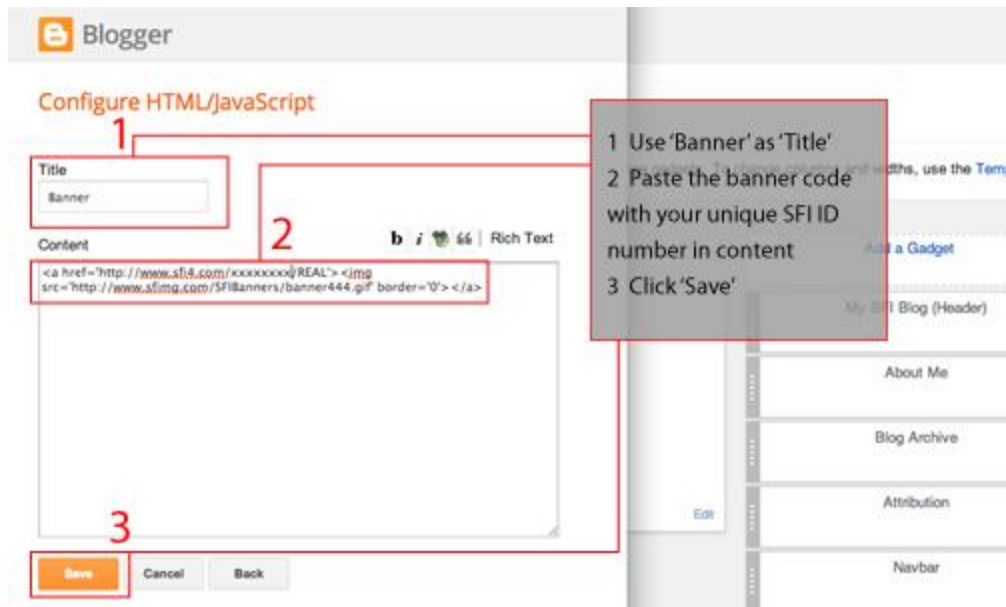 Blogger
Configure HTML/JavaScript
1
Title
Banner
2
Content
b i “ Rich Text
<a href="http://www.sfi4.com/xxxxxxxx/REAL"><img
src="http://www.sfimg.com/SFIBanners/banner444.gif" border="0"></a>
3
Save Cancel Back
1 Use ‘Banner’ as ‘Title’
2 Paste the banner code
with your unique SFI ID
number in content
3 Click ‘Save’
and widths, use the Temp
Add a Gadget
My SFI Blog (Header)
About Me
Blog Archive
Edit
Attribution
Navbar